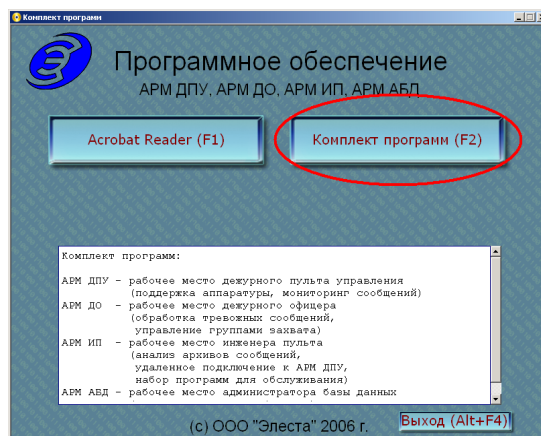 Комплект программ
Программное обеспечение
АРМ ДПУ, АРМ ДО, АРМ ИП, АРМ АБД
Acrobat Reader (F1)
Комплект программ (F2)
Комплект программ:
АРМ ДПУ - рабочее место дежурного пульта управления
(поддержка аппаратуры, мониторинг сообщений)
АРМ ДО - рабочее место дежурного офицера
(обработка тревожных сообщений,
управление группами захвата)
АРМ ИП - рабочее место инженера пульта
(анализ архивов сообщений,
удаленное подключение к АРМ ДПУ,
набор программ для обслуживания)
АРМ АБД - рабочее место администратора базы данных
(с) ООО "Элеста" 2006 г.
Выход (Alt+F4)